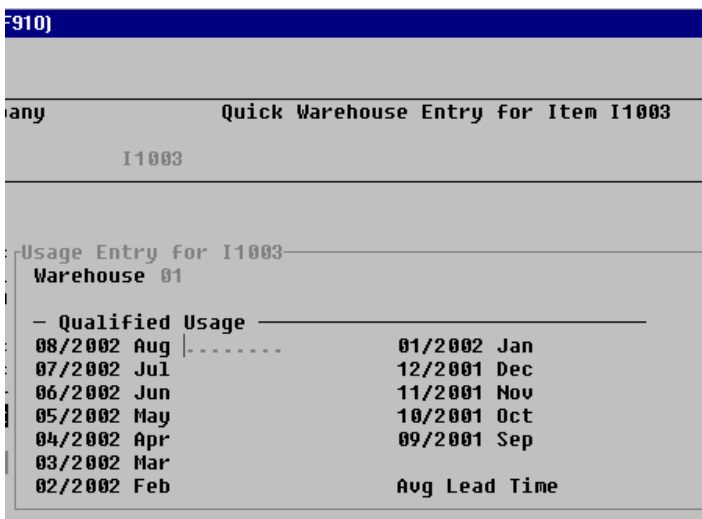 F910)
any Quick Warehouse Entry for Item I1003
I1003
Usage Entry for I1003
Warehouse 01
Qualified Usage
08/2002 Aug ........ 01/2002 Jan
07/2002 Jul 12/2001 Dec
06/2002 Jun 11/2001 Nov
05/2002 May 10/2001 Oct
04/2002 Apr 09/2001 Sep
03/2002 Mar
02/2002 Feb Avg Lead Time